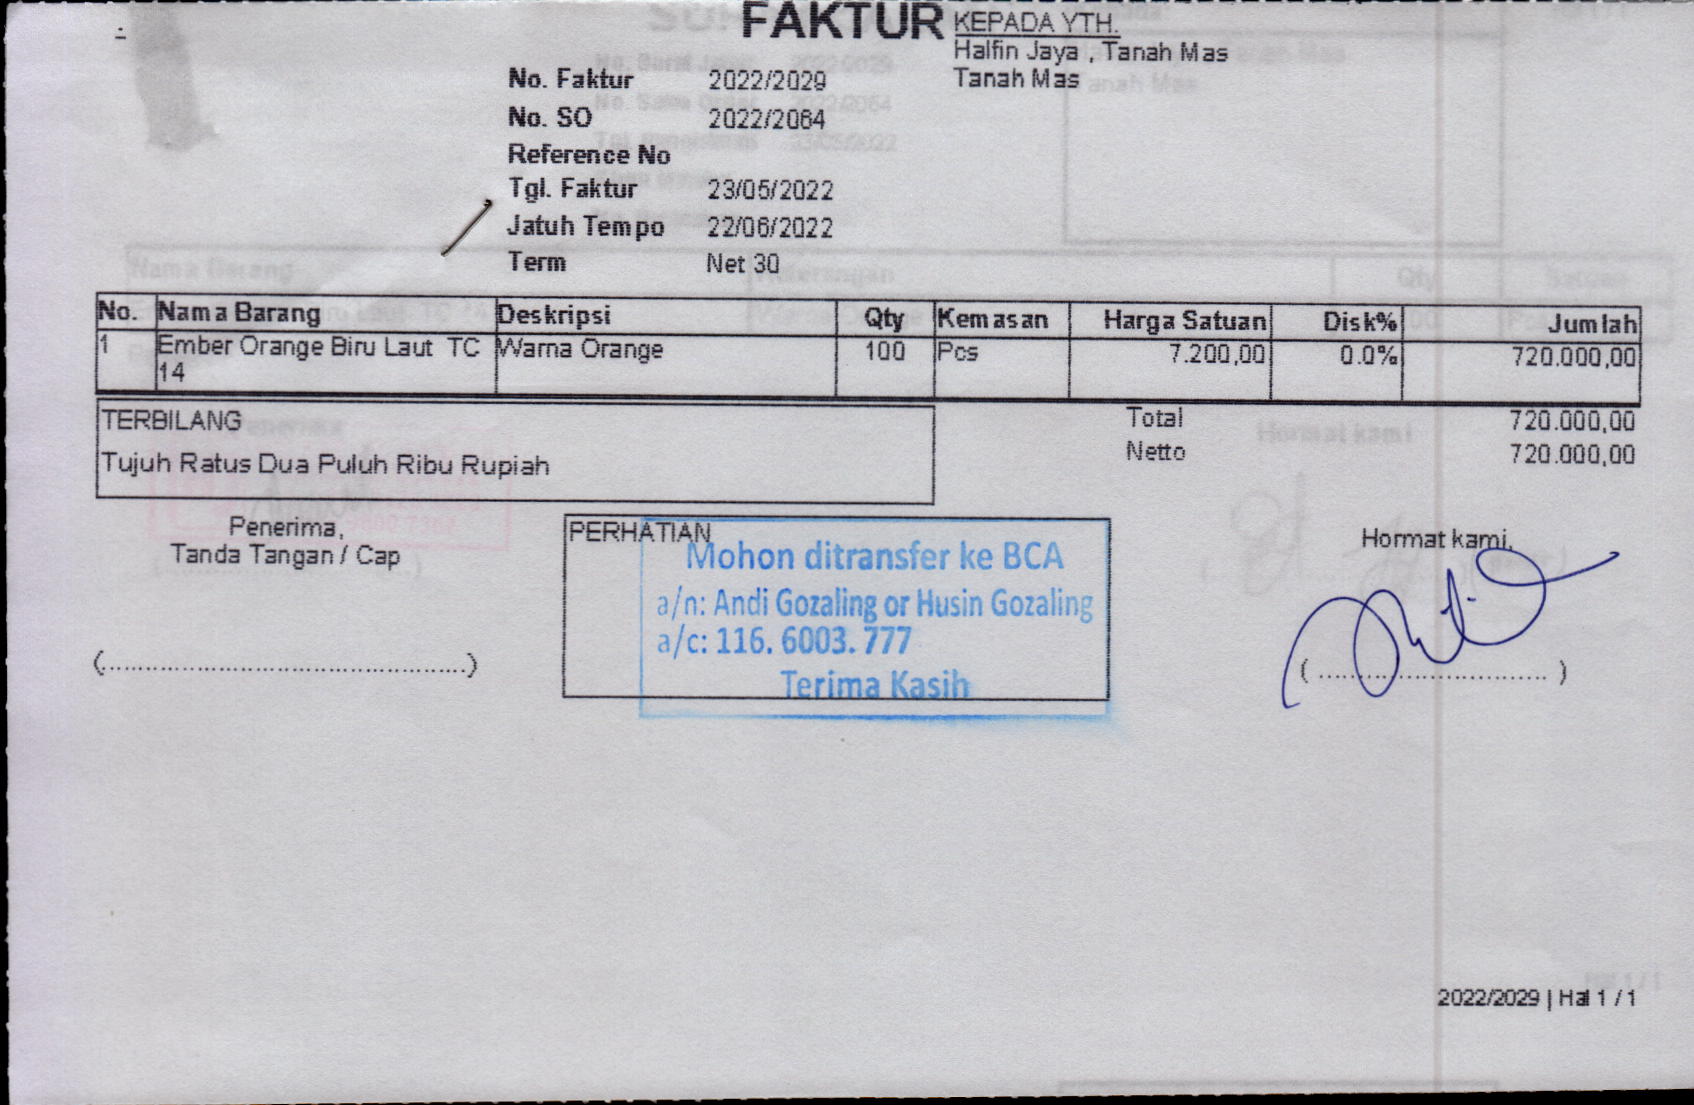 FAKTUR
KEPADA YTH.
Halfin Jaya , Tanah Mas
Tanah Mas
No. Faktur 2022/2029
No. SO 2022/2064
Reference No
Tgl. Faktur 23/05/2022
Jatuh Tempo 22/06/2022
Term Net 30
No. Nama Barang Deskripsi Qty Kemasan Harga Satuan Disk% Jumlah
1 Ember Orange Biru Laut TC Warna Orange 100 Pcs 7.200,00 0.0% 720.000,00
14
TERBILANG
Tujuh Ratus Dua Puluh Ribu Rupiah
Total 720.000,00
Netto 720.000,00
Penerima,
Tanda Tangan / Cap
(..............................................)
PERHATIAN
Mohon ditransfer ke BCA
a/n: Andi Gozaling or Husin Gozaling
a/c: 116. 6003. 777
Terima Kasih
Hormat kami,
( ............................. )
2022/2029 | Hal 1 / 1